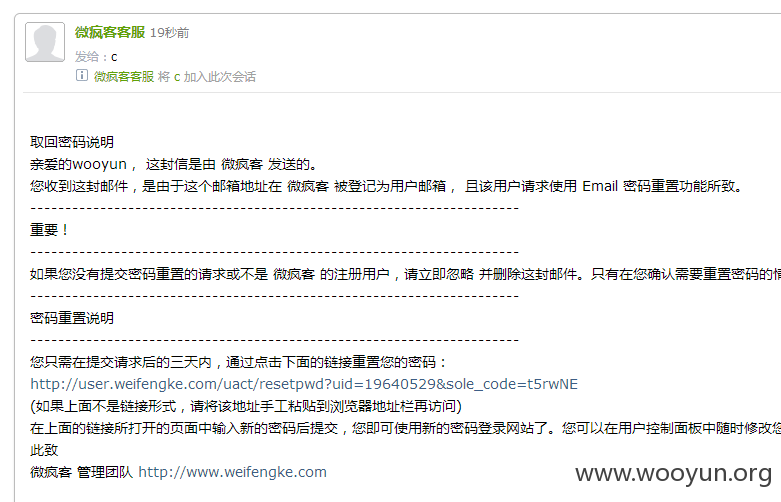 微疯客客服 19秒前
发给：c
微疯客客服 将 c 加入此次会话
取回密码说明
亲爱的wooyun， 这封信是由 微疯客 发送的。
您收到这封邮件，是由于这个邮箱地址在 微疯客 被登记为用户邮箱， 且该用户请求使用 Email 密码重置功能所致。
----------------------------------------------------------------------
重要！
----------------------------------------------------------------------
如果您没有提交密码重置的请求或不是 微疯客 的注册用户，请立即忽略 并删除这封邮件。只有在您确认需要重置密码的情
----------------------------------------------------------------------
密码重置说明
----------------------------------------------------------------------
您只需在提交请求后的三天内，通过点击下面的链接重置您的密码：
http://user.weifengke.com/uact/resetpwd?uid=19640529&sole_code=t5rwNE
(如果上面不是链接形式，请将该地址手工粘贴到浏览器地址栏再访问)
在上面的链接所打开的页面中输入新的密码后提交，您即可使用新的密码登录网站了。您可以在用户控制面板中随时修改您
此致
微疯客 管理团队 http://www.weifengke.com
www.wooyun.org